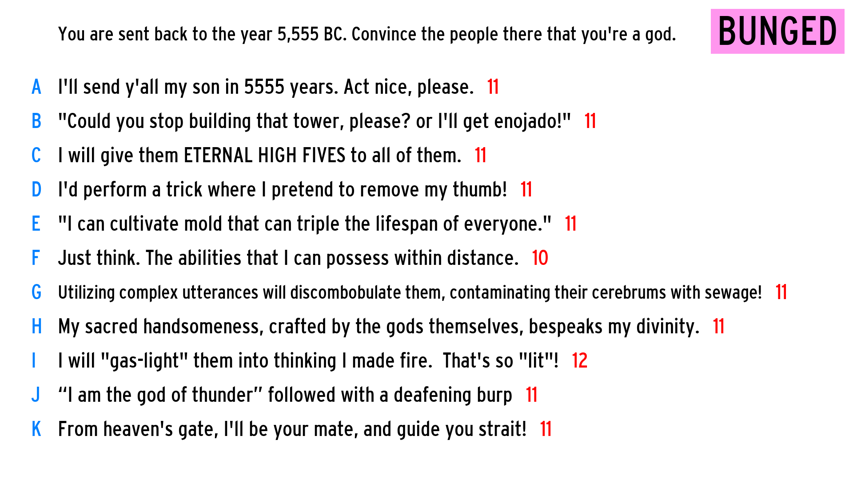 You are sent back to the year 5,555 BC. Convince the people there that you're a god. BUNGED
A I'll send y'all my son in 5555 years. Act nice, please. 11
B "Could you stop building that tower, please? or I'll get enojado!" 11
C I will give them ETERNAL HIGH FIVES to all of them. 11
D I'd perform a trick where I pretend to remove my thumb! 11
E "I can cultivate mold that can triple the lifespan of everyone." 11
F Just think. The abilities that I can possess within distance. 10
G Utilizing complex utterances will discombobulate them, contaminating their cerebrums with sewage! 11
H My sacred handsomeness, crafted by the gods themselves, bespeaks my divinity. 11
I I will "gas-light" them into thinking I made fire. That's so "lit"! 12
J “I am the god of thunder” followed with a deafening burp 11
K From heaven's gate, I'll be your mate, and guide you strait! 11